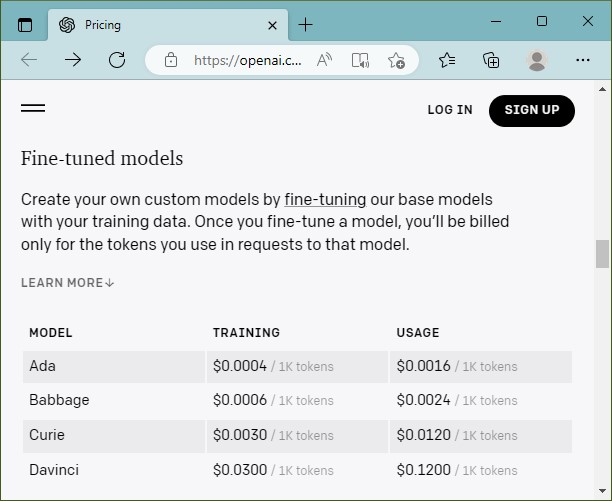 Pricing
https://openai.c...
LOG IN SIGN UP
Fine-tuned models
Create your own custom models by fine-tuning our base models
with your training data. Once you fine-tune a model, you’ll be billed
only for the tokens you use in requests to that model.
LEARN MORE↓
MODEL TRAINING USAGE
Ada $0.0004 / 1K tokens $0.0016 / 1K tokens
Babbage $0.0006 / 1K tokens $0.0024 / 1K tokens
Curie $0.0030 / 1K tokens $0.0120 / 1K tokens
Davinci $0.0300 / 1K tokens $0.1200 / 1K tokens